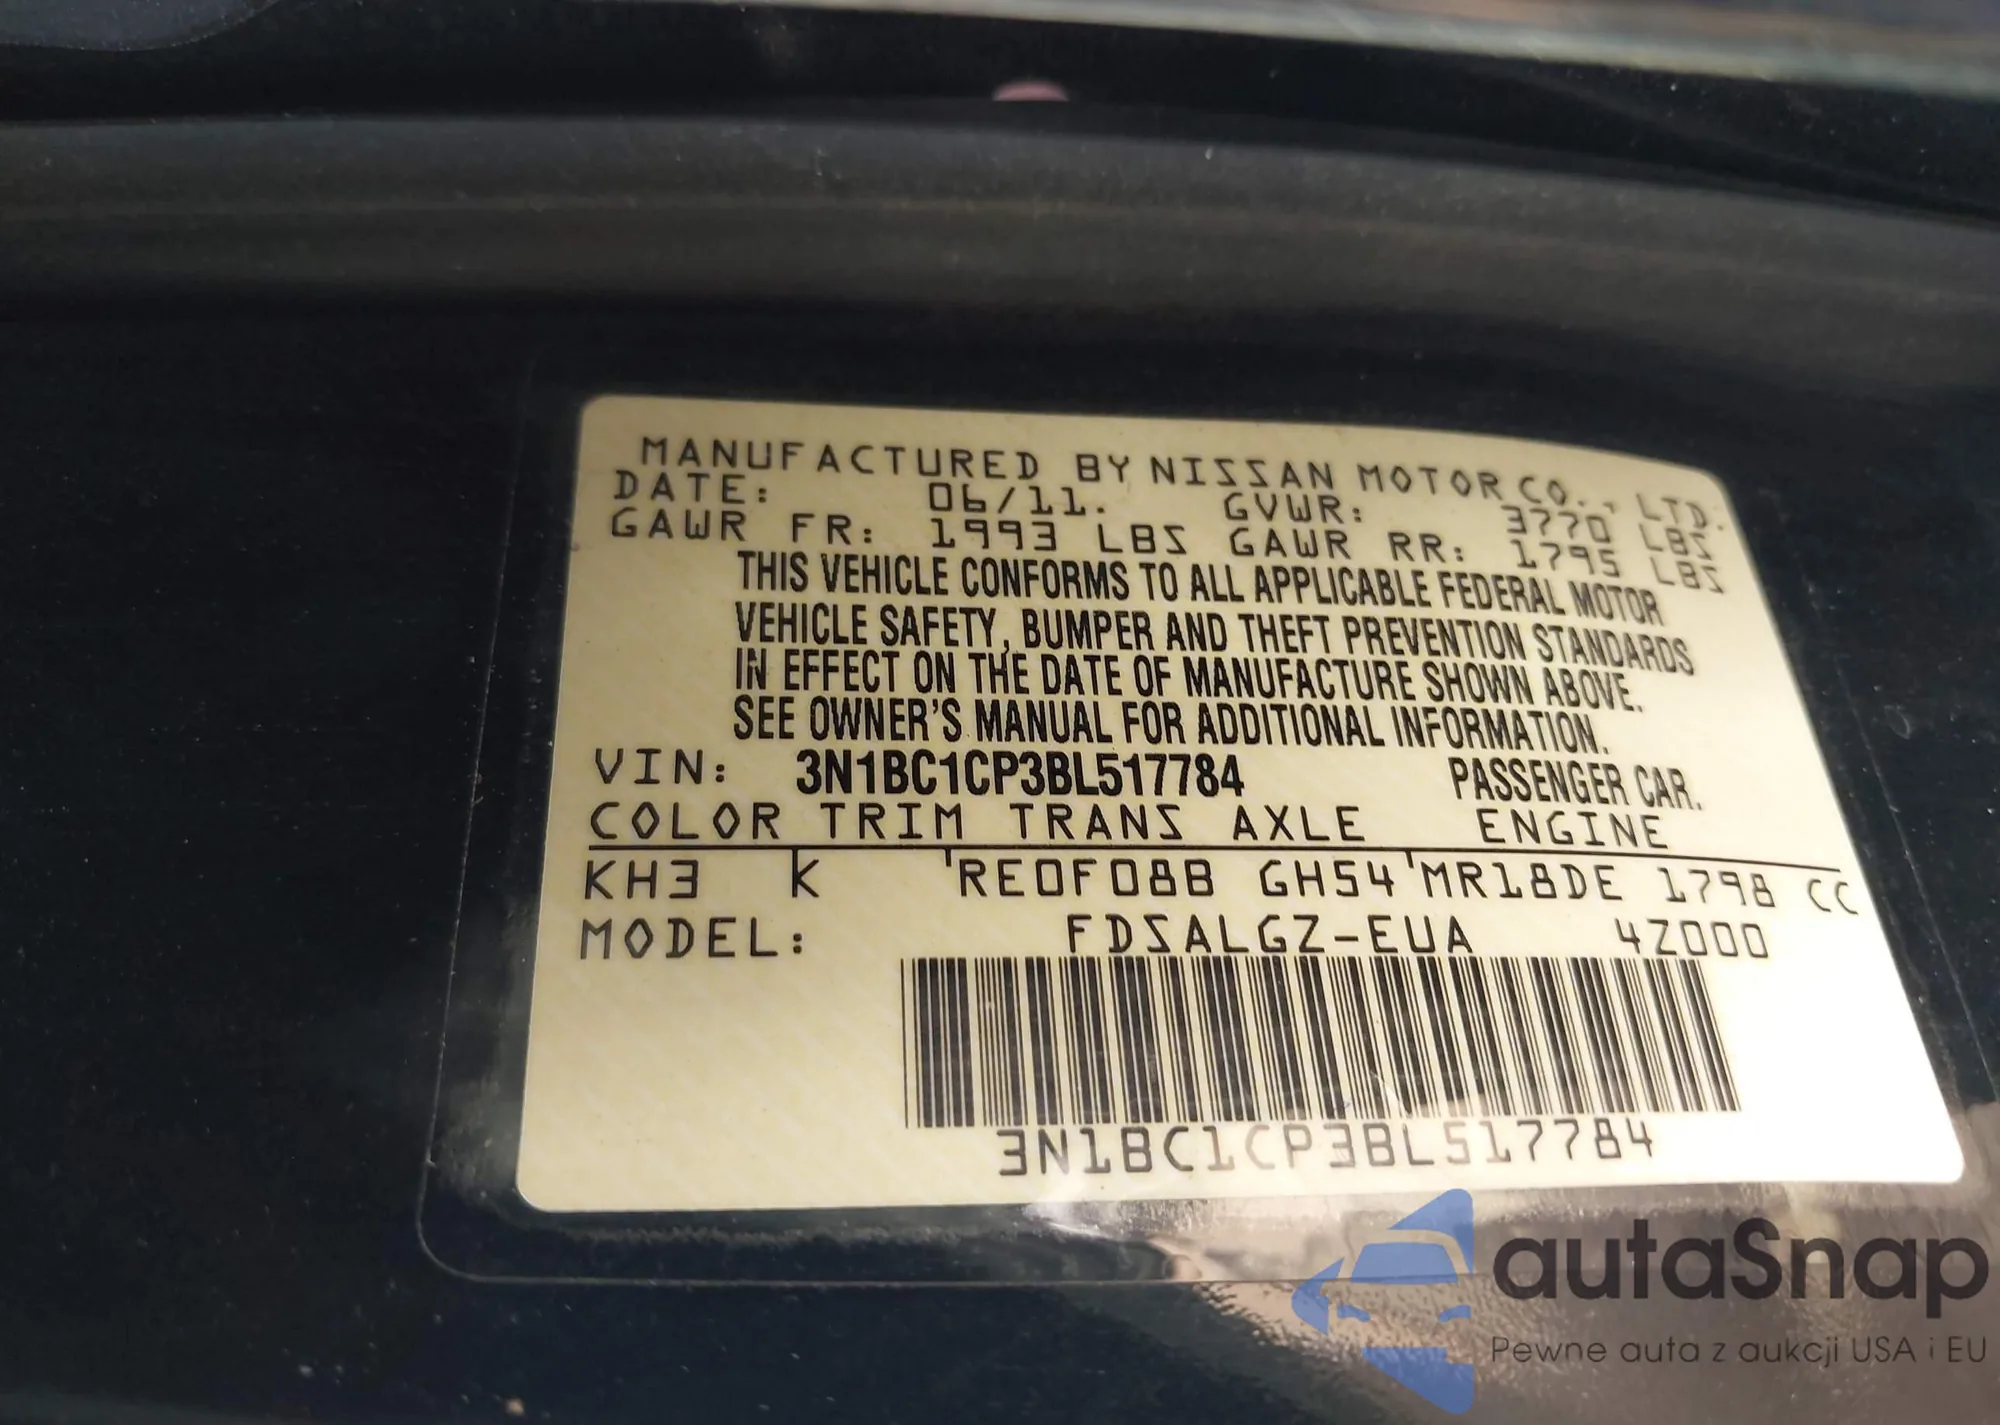 MANUFACTURED BY NISSAN MOTOR CO., LTD.
DATE: 06/11. GVWR: 3770 LBS
GAWR FR: 1993 LBS GAWR RR: 1795 LBS
THIS VEHICLE CONFORMS TO ALL APPLICABLE FEDERAL MOTOR
VEHICLE SAFETY, BUMPER AND THEFT PREVENTION STANDARDS
IN EFFECT ON THE DATE OF MANUFACTURE SHOWN ABOVE.
SEE OWNER'S MANUAL FOR ADDITIONAL INFORMATION.
VIN: 3N1BC1CP3BL517784 PASSENGER CAR.
COLOR TRIM TRANS AXLE ENGINE
KH3 K 'RE0F08B GH54'MR18DE 1798 CC
MODEL: FDSALGZ-EUA 4Z000
3N1BC1CP3BL517784
autaSnap
Pewne auta z aukcji USA i EU